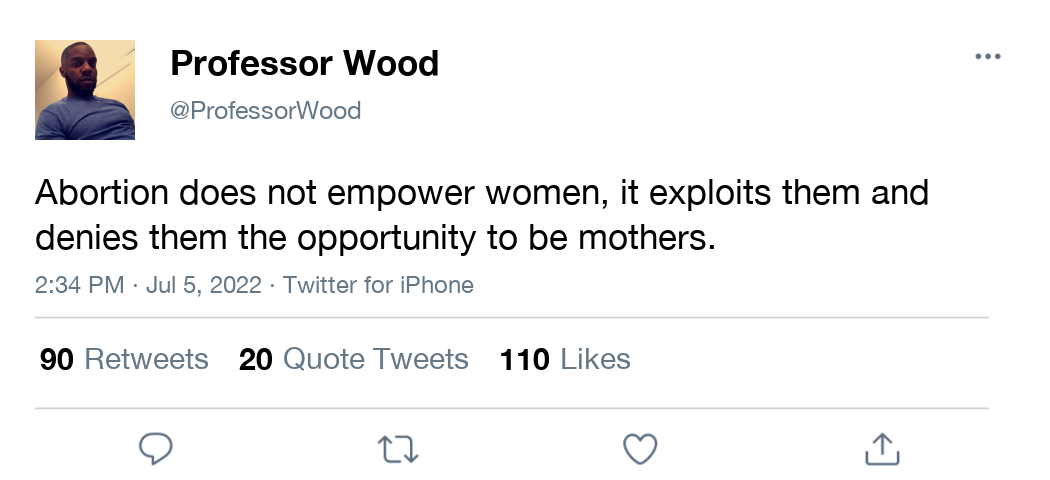 Professor Wood
@ProfessorWood
Abortion does not empower women, it exploits them and
denies them the opportunity to be mothers.
2:34 PM · Jul 5, 2022 · Twitter for iPhone
90 Retweets 20 Quote Tweets 110 Likes